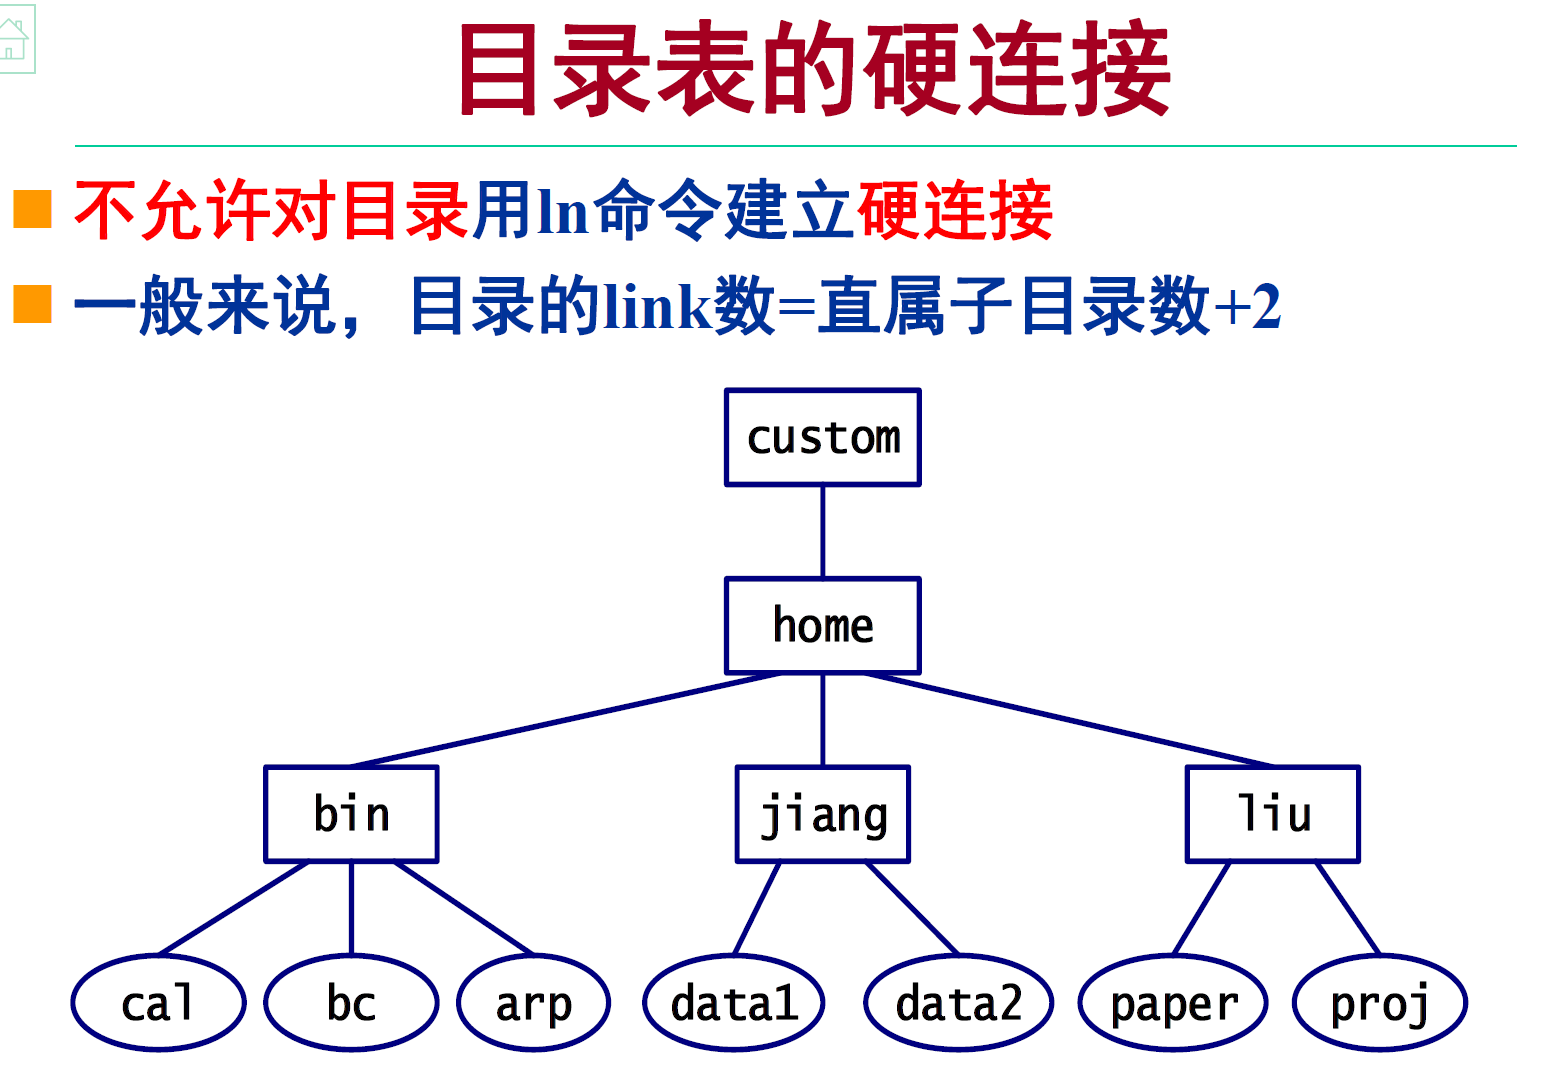 目录表的硬连接
不允许对目录用ln命令建立硬连接
一般来说，目录的link数=直属子目录数+2
custom
home
bin jiang liu
cal bc arp data1 data2 paper proj